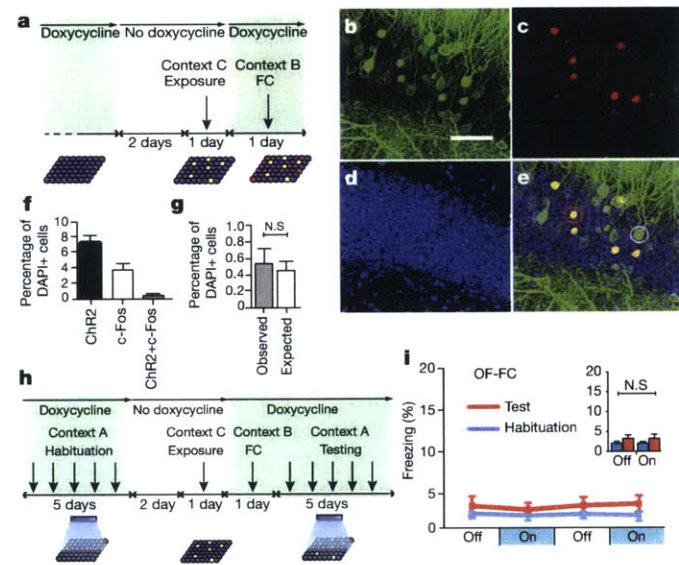 a
Doxycycline No doxycycline Doxycycline
Context C Context B
Exposure FC
2 days 1 day 1 day
b
c
d
e
f
Percentage of
DAPI+ cells
10
8
6
4
2
0
ChR2
c-Fos
ChR2+c-Fos
g
Percentage of
DAPI+ cells
N.S
1.0
0.8
0.6
0.4
0.2
0
Observed
Expected
h
Doxycycline No doxycycline Doxycycline
Context A Context C Context B Context A
Habituation Exposure FC Testing
5 days 2 day 1 day 1 day 5 days
i
Freezing (%)
20
15
10
5
0
OF-FC
Test
Habituation
N.S
20
15
10
5
0
Off On
Off On Off On